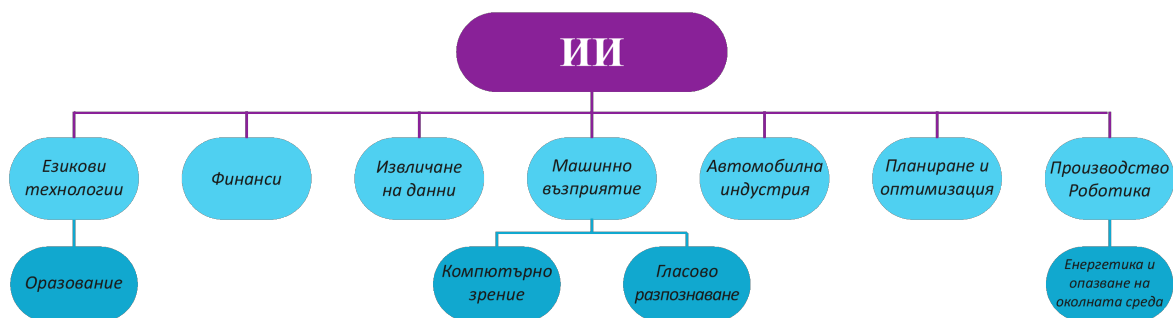 ИИ
Езикови
технологии
Финанси
Извличане
на данни
Машинно
възприятие
Автомобилна
индустрия
Планиране и
оптимизация
Производство
Роботика
Оразование
Компютърно
зрение
Гласово
разпознаване
Енергетика и
опазване на
околната среда